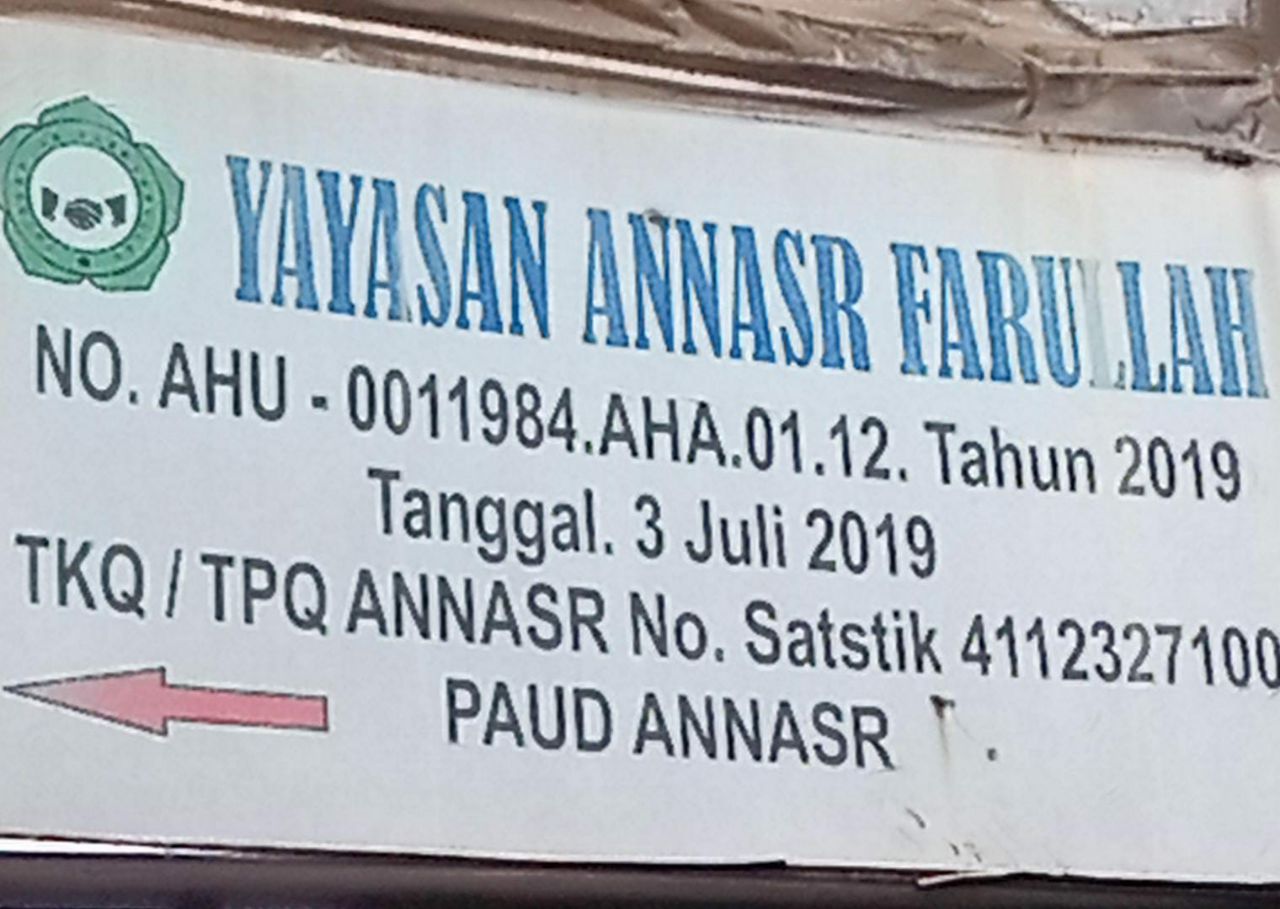 YAYASAN ANNASR FARULLAH
NO. AHU - 0011984.AHA.01.12. Tahun 2019
Tanggal. 3 Juli 2019
TKQ / TPQ ANNASR No. Satstik 4112327100
PAUD ANNASR